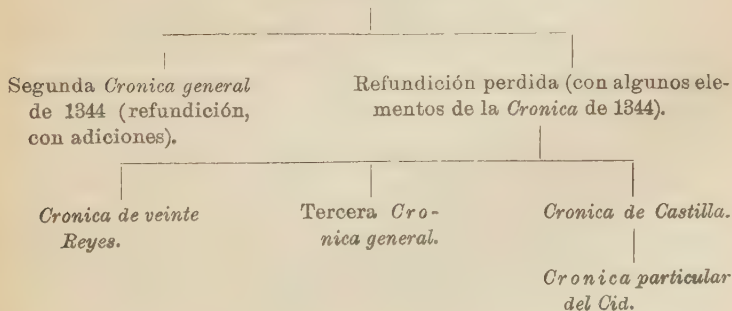 Segunda Cronica general
de 1344 (refundición,
con adiciones).
Refundición perdida (con algunos ele-
mentos de la Cronica de 1344).
Cronica de veinte
Reyes.
Tercera Cro-
nica general.
Cronica de Castilla.
Cronica particular
del Cid.